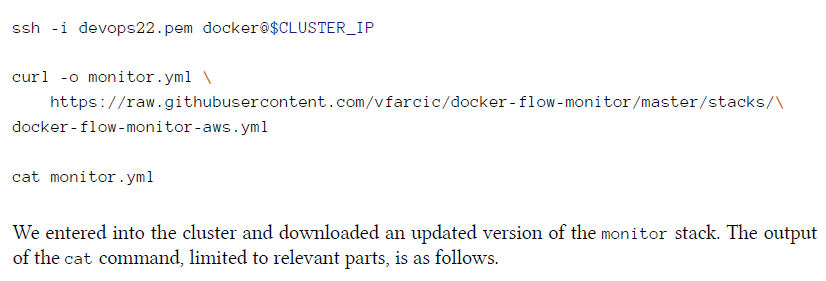 ssh -i devops22.pem docker@$CLUSTER_IP
curl -o monitor.yml \
https://raw.githubusercontent.com/vfarcic/docker-flow-monitor/master/stacks/\
docker-flow-monitor-aws.yml
cat monitor.yml
We entered into the cluster and downloaded an updated version of the monitor stack. The output
of the cat command, limited to relevant parts, is as follows.